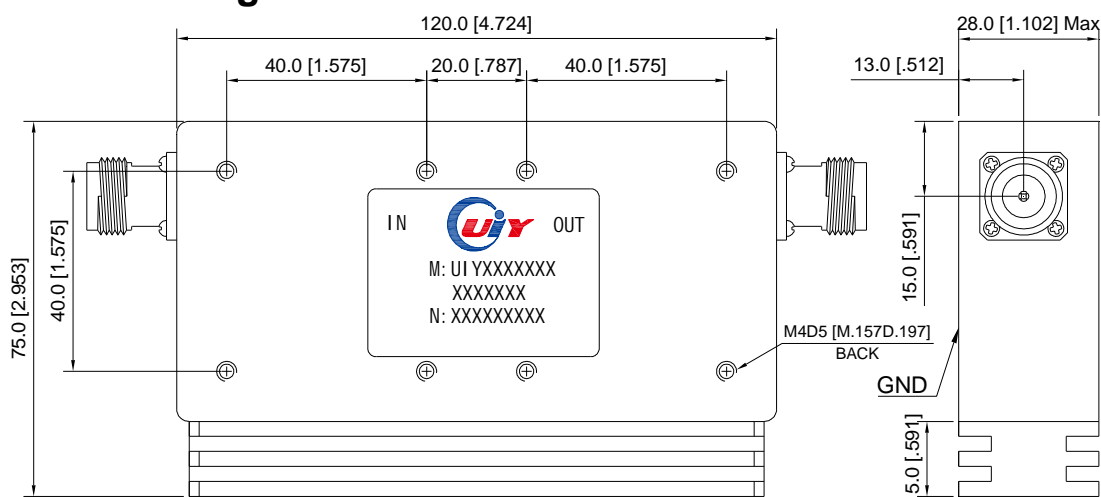 g
120.0 [4.724]
28.0 [1.102] Max
40.0 [1.575]
20.0 [.787]
40.0 [1.575]
13.0 [.512]
75.0 [2.953]
40.0 [1.575]
15.0 [.591]
IN
UiY
OUT
M: UIYXXXXXXX
XXXXXXX
N: XXXXXXXXX
M4D5 [M.157D.197]
BACK
GND
5.0 [.591]